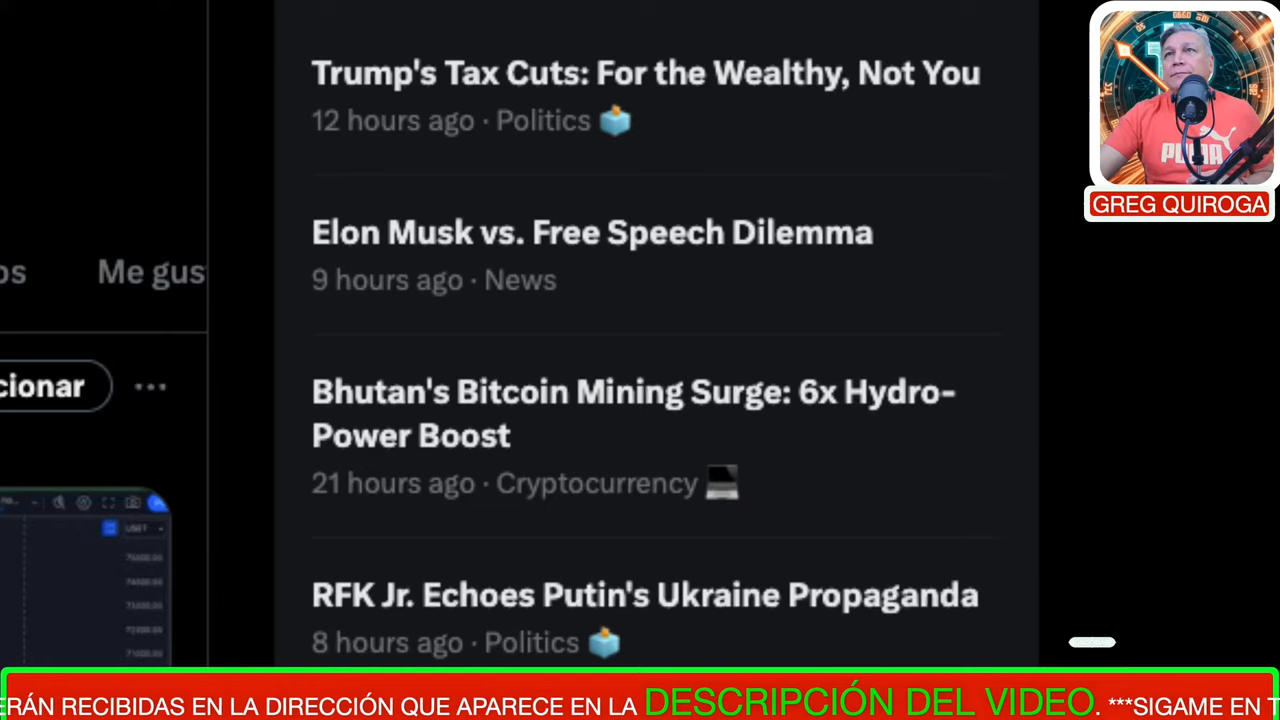 Trump's Tax Cuts: For the Wealthy, Not You
12 hours ago · Politics
Elon Musk vs. Free Speech Dilemma
9 hours ago · News
Bhutan's Bitcoin Mining Surge: 6x Hydro-
Power Boost
21 hours ago · Cryptocurrency
RFK Jr. Echoes Putin's Ukraine Propaganda
8 hours ago · Politics
os Me gus
cionar
PUMA
GREG QUIROGA
ERÁN RECIBIDAS EN LA DIRECCIÓN QUE APARECE EN LA DESCRIPCIÓN DEL VIDEO. ***SIGAME EN T